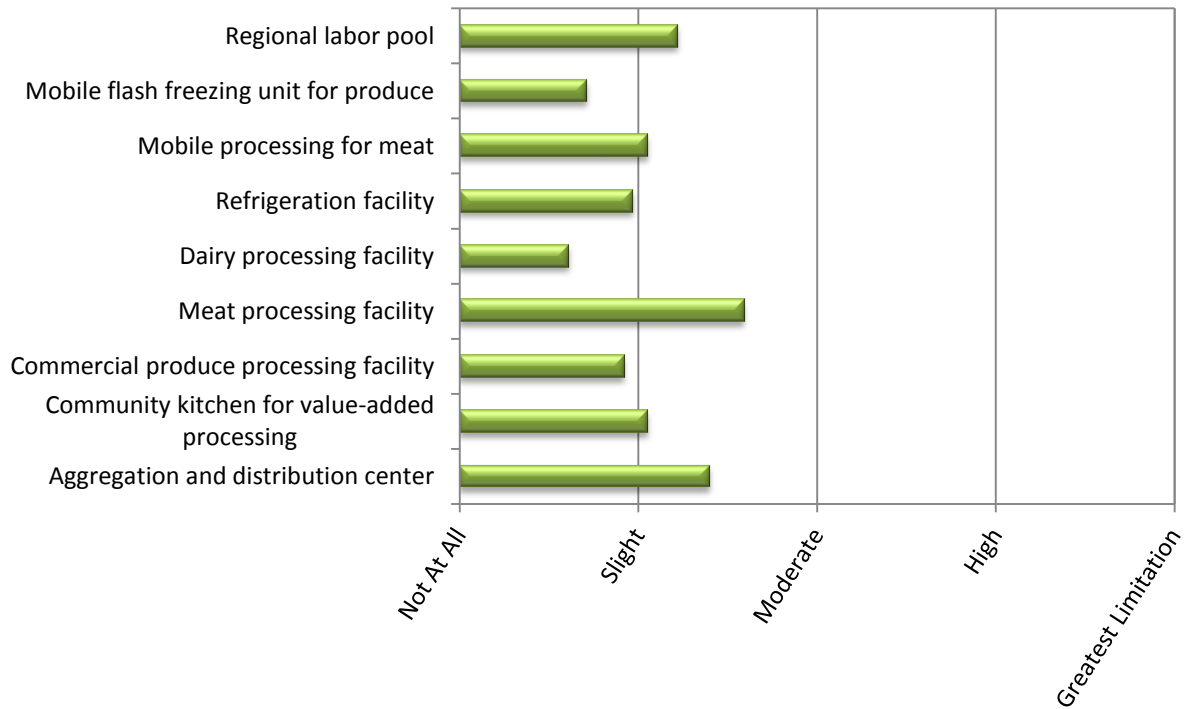 Regional labor pool
Mobile flash freezing unit for produce
Mobile processing for meat
Refrigeration facility
Dairy processing facility
Meat processing facility
Commercial produce processing facility
Community kitchen for value-added
processing
Aggregation and distribution center
Not At All
Slight
Moderate
High
Greatest Limitation